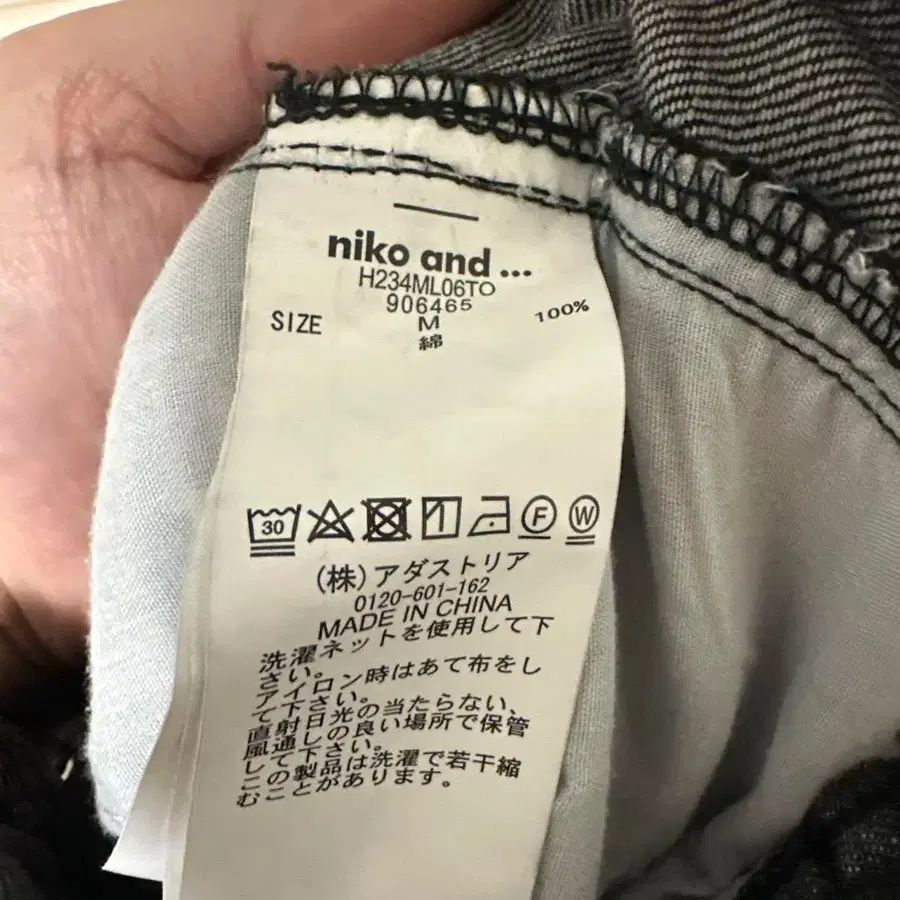 niko and ...
H234ML06TO
906465
SIZE M
綿 100%
30 F W
(株)アダストリア
0120-601-162
MADE IN CHINA
洗濯ネットを使用して下
さい。
アイロン時はあて布をし
て下さい。
直射日光の当たらない、
風通しの良い場所で保管
して下さい。
この製品は洗濯で若干縮
むことがあります。